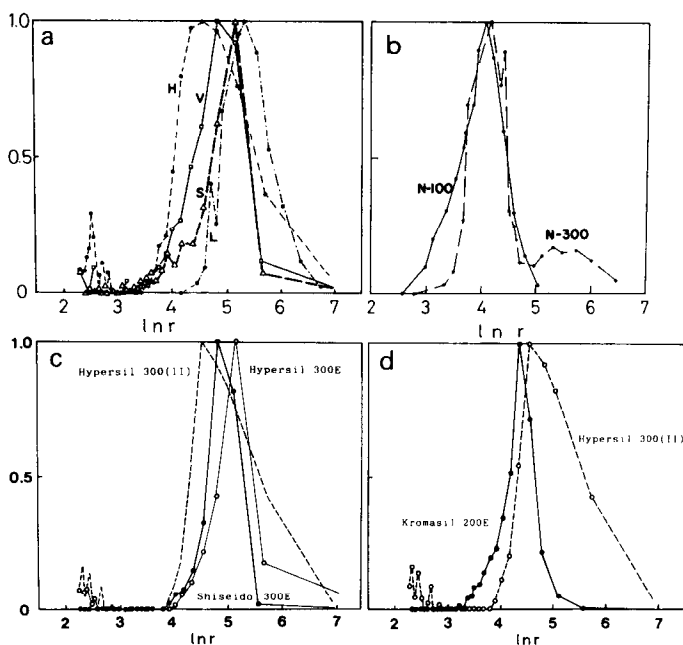 a
1.0
0.5
0
H
V
S
L
2 3 4 5 6 7
ln r
b
N-100
N-300
2 3 4 5 6 7
ln r
c
1.0
0.5
0
Hypersil 300(II)
Hypersil 300E
Shiseido 300E
2 3 4 5 6 7
lnr
d
Hypersil 300(II)
Kromasil 200E
2 3 4 5 6 7
lnr